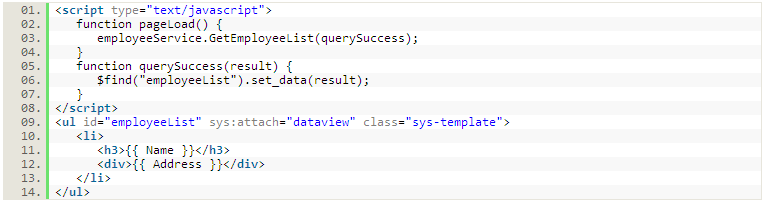 01. <script type="text/javascript">
02.    function pageLoad() {
03.       employeeService.GetEmployeeList(querySuccess);
04.    }
05.    function querySuccess(result) {
06.       $find("employeeList").set_data(result);
07.    }
08. </script>
09. <ul id="employeeList" sys:attach="dataview" class="sys-template">
10.    <li>
11.       <h3>{{ Name }}</h3>
12.       <div>{{ Address }}</div>
13.    </li>
14. </ul>